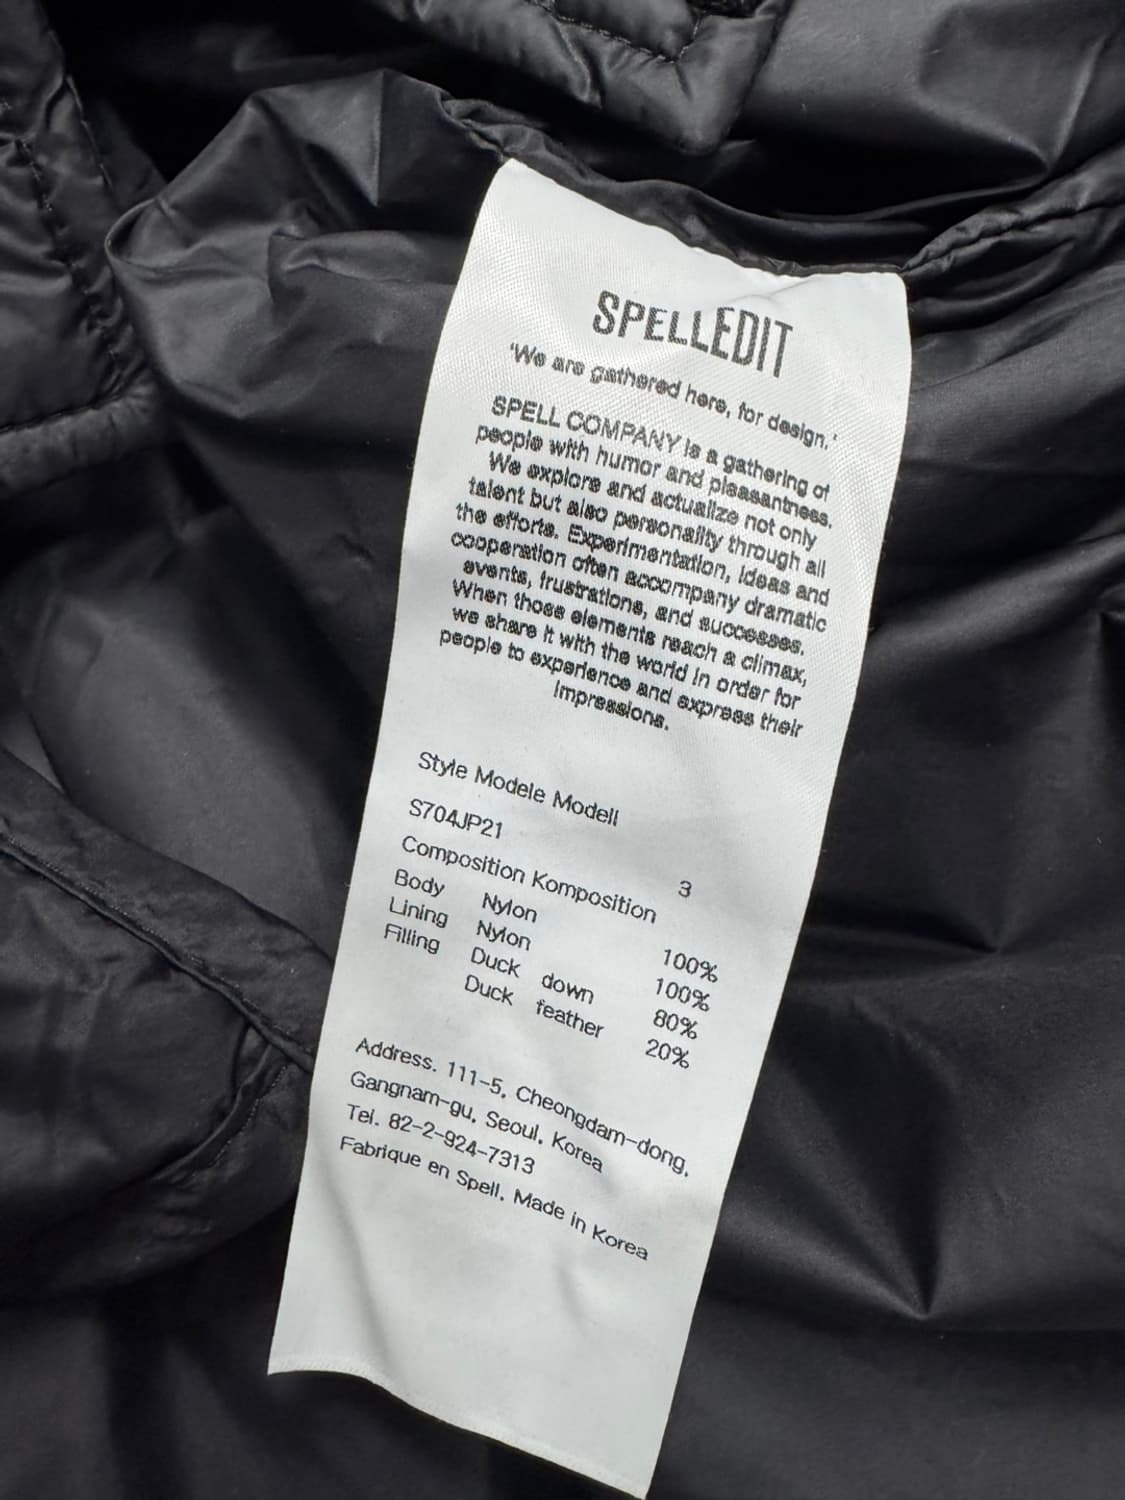 SPELLEDIT
'We are gathered here, for design.'
SPELL COMPANY is a gathering of
people with humor and pleasantness.
We explore and actualize not only
talent but also personality through all
the efforts. Experimentation, ideas and
cooperation often accompany dramatic
events, frustrations, and successes.
When those elements reach a climax,
we share it with the world in order for
people to experience and express their
impressions.
Style Modele Modell
S704JP21 3
Composition Komposition
Body Nylon 100%
Lining Nylon 100%
Filling Duck down 80%
Duck feather 20%
Address. 111-5, Cheongdam-dong,
Gangnam-gu, Seoul, Korea
Tel. 82-2-924-7313
Fabrique en Spell. Made in Korea